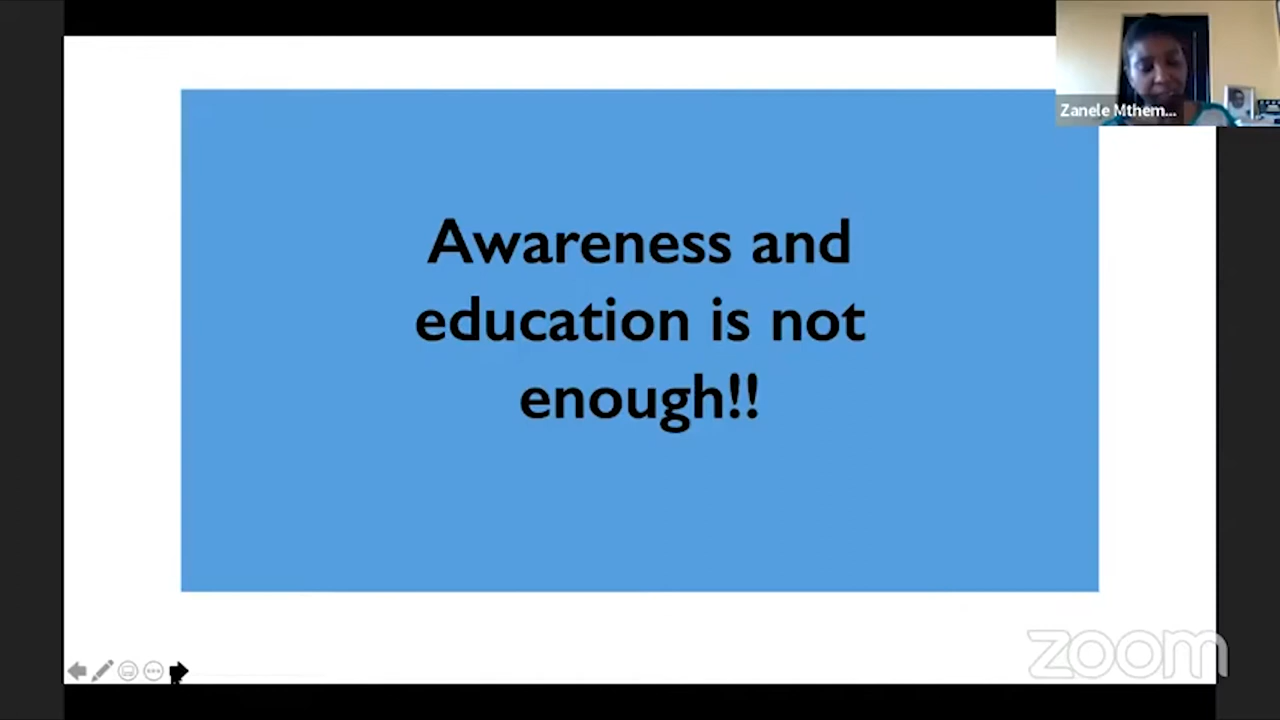 Zanele Mthem...
Awareness and
education is not
enough!!
zoom